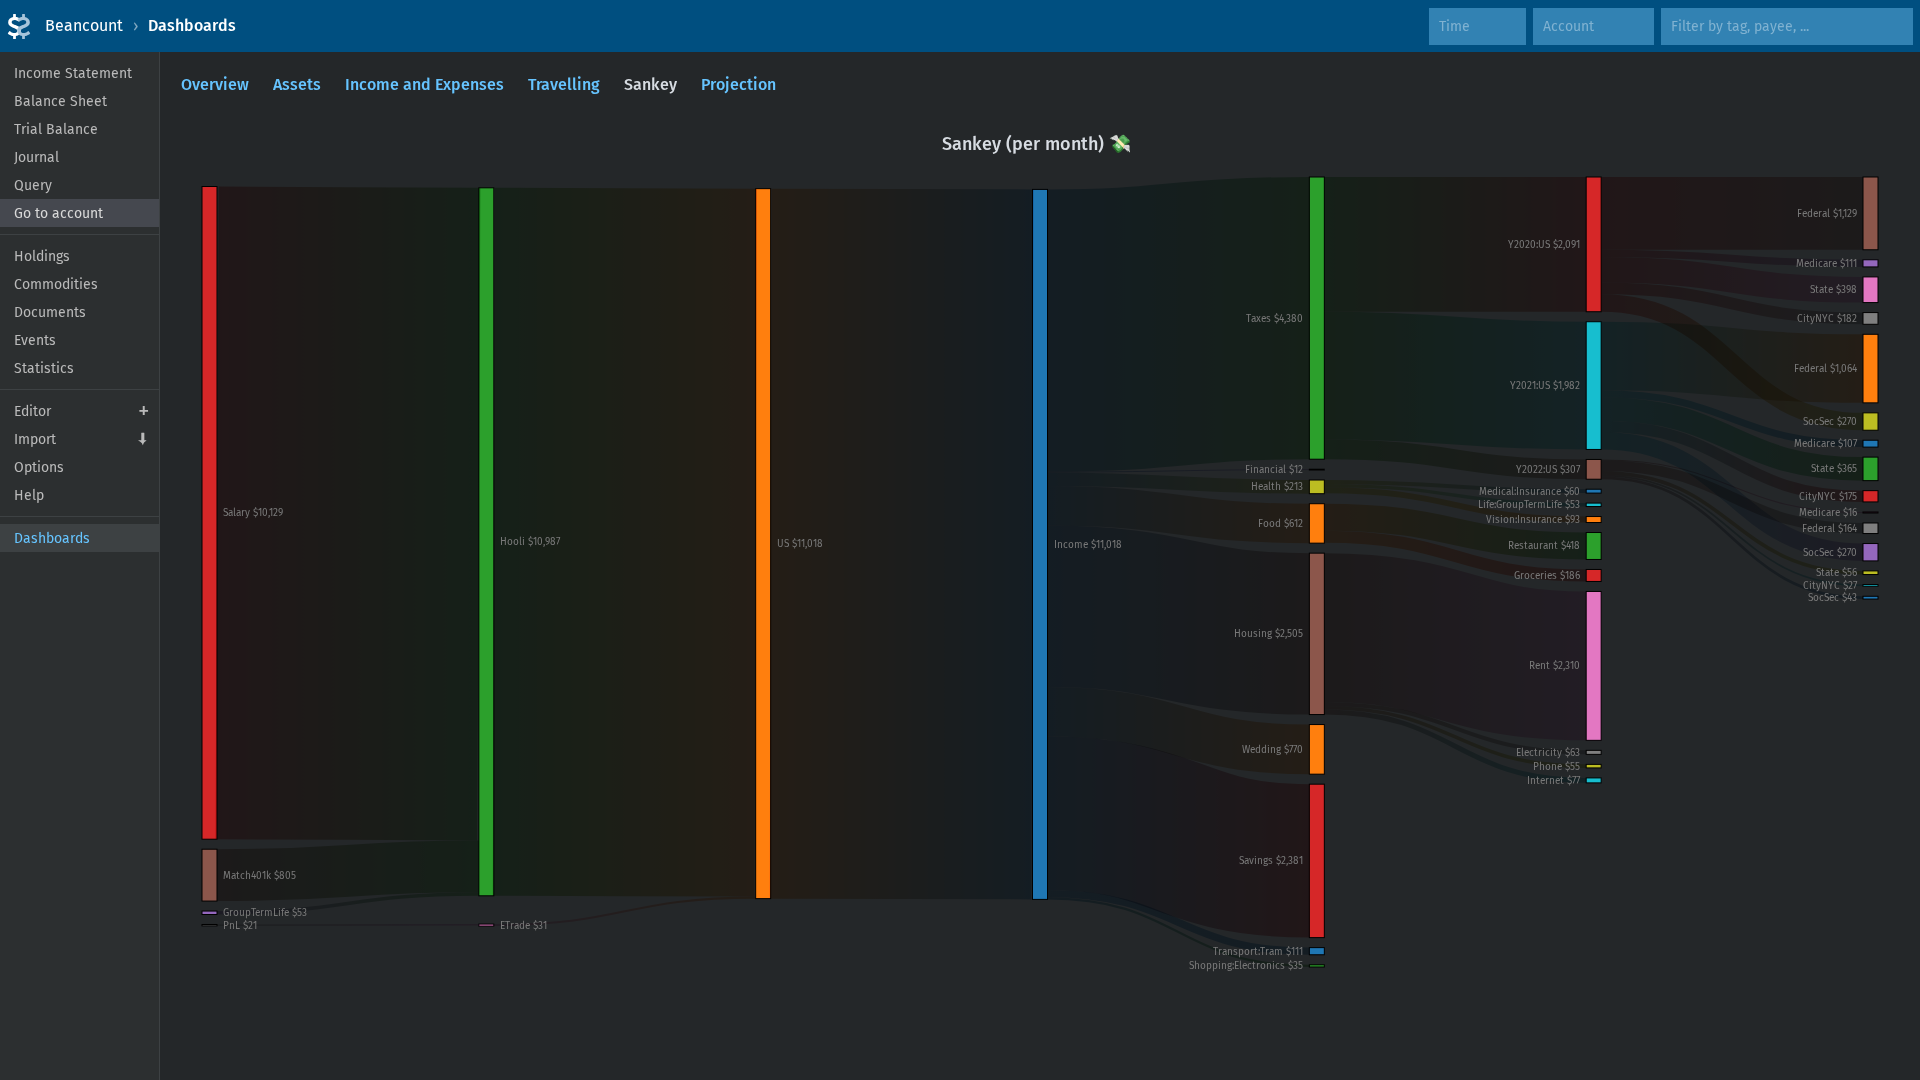 Beancount › Dashboards
Time
Account
Filter by tag, payee, ...
Income Statement
Balance Sheet
Trial Balance
Journal
Query
Go to account
Holdings
Commodities
Documents
Events
Statistics
Editor +
Import
Options
Help
Dashboards
Overview Assets Income and Expenses Travelling Sankey Projection
Sankey (per month) 💸
Salary $10,129
Match401k $805
GroupTermLife $53
PnL $21
Hooli $10,987
ETrade $31
US $11,018
Income $11,018
Taxes $4,380
Financial $12
Health $213
Food $612
Housing $2,505
Wedding $770
Savings $2,381
Transport:Tram $111
Shopping:Electronics $35
Y2020:US $2,091
Y2021:US $1,982
Y2022:US $307
Medical:Insurance $60
Life:GroupTermLife $53
Vision:Insurance $93
Restaurant $418
Groceries $186
Rent $2,310
Electricity $63
Phone $55
Internet $77
Federal $1,129
Medicare $111
State $398
CityNYC $182
Federal $1,064
SocSec $270
Medicare $107
State $365
CityNYC $175
Medicare $16
Federal $164
SocSec $270
State $56
CityNYC $27
SocSec $43